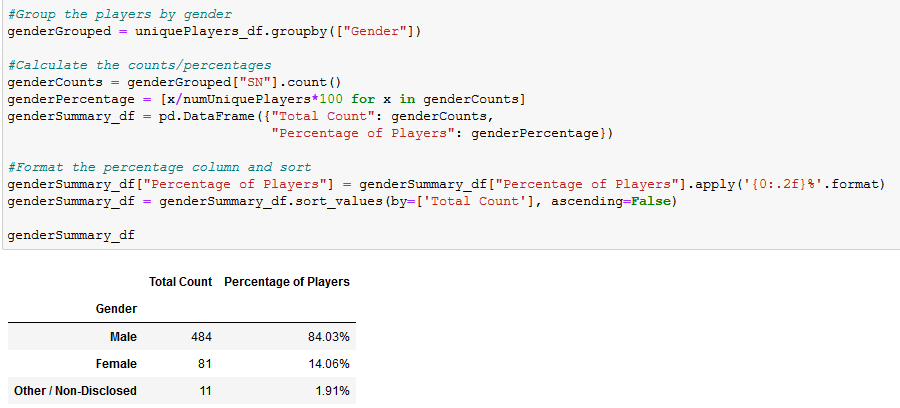 #Group the players by gender
genderGrouped = uniquePlayers_df.groupby(["Gender"])
#Calculate the counts/percentages
genderCounts = genderGrouped["SN"].count()
genderPercentage = [x/numUniquePlayers*100 for x in genderCounts]
genderSummary_df = pd.DataFrame({"Total Count": genderCounts,
"Percentage of Players": genderPercentage})
#Format the percentage column and sort
genderSummary_df["Percentage of Players"] = genderSummary_df["Percentage of Players"].apply('{0:.2f}%'.format)
genderSummary_df = genderSummary_df.sort_values(by=['Total Count'], ascending=False)
genderSummary_df
Total Count Percentage of Players
Gender
Male 484 84.03%
Female 81 14.06%
Other / Non-Disclosed 11 1.91%